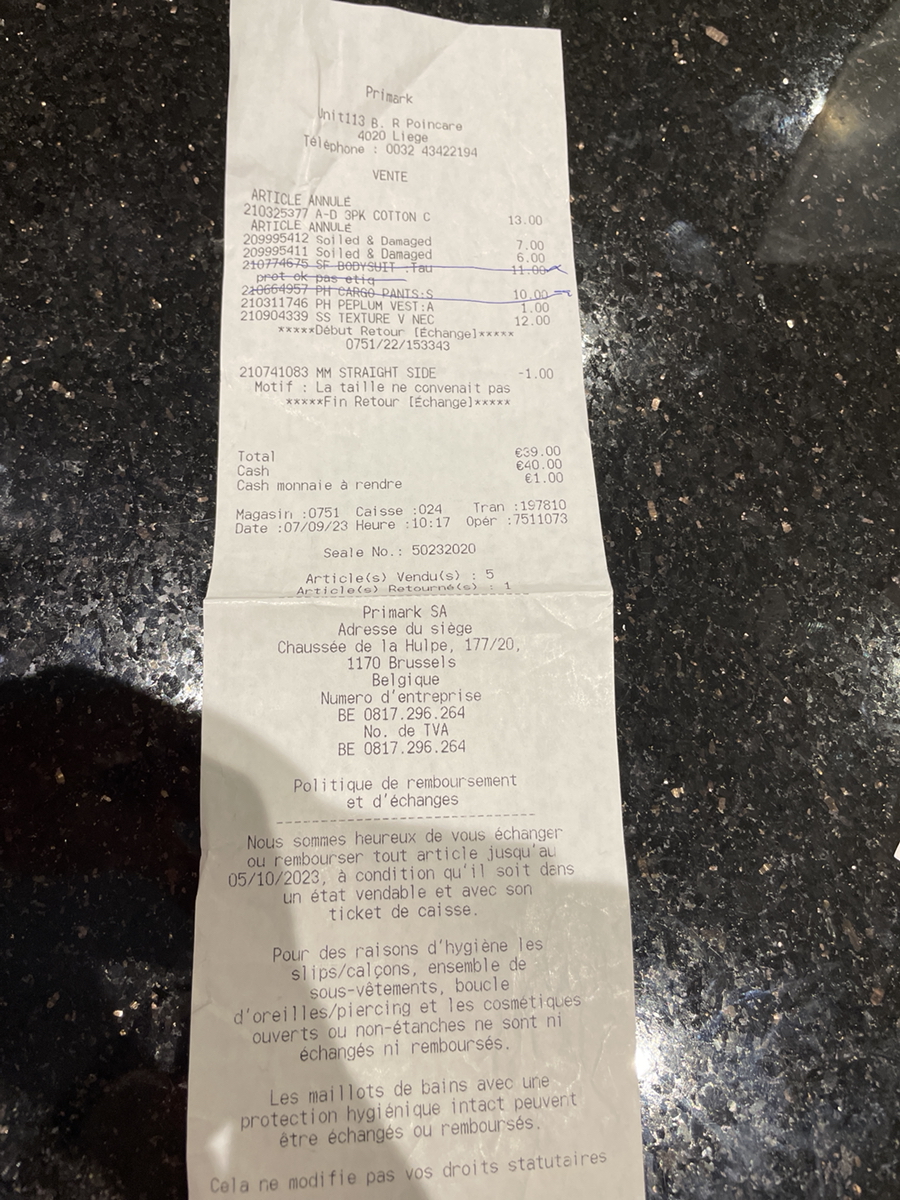 Primark
Unit113 B. R Poincare
4020 Liege
Téléphone : 0032 43422194
VENTE
ARTICLE ANNULÉ
210325377 A-D 3PK COTTON C 13.00
ARTICLE ANNULÉ
209995412 Soiled & Damaged 7.00
209995411 Soiled & Damaged 6.00
210774675 SF BODYSUIT :Tau 11.00
prot ok pas etiq
210664957 PH CARGO PANTS:S 10.00
210311746 PH PEPLUM VEST:A 1.00
210904339 SS TEXTURE V NEC 12.00
*****Début Retour [Échange]*****
0751/22/153343
210741083 MM STRAIGHT SIDE -1.00
Motif : La taille ne convenait pas
*****Fin Retour [Échange]*****
Total €39.00
Cash €40.00
Cash monnaie à rendre €1.00
Magasin :0751 Caisse :024 Tran :197810
Date :07/09/23 Heure :10:17 Opér :7511073
Seale No.: 50232020
Article(s) Vendu(s) : 5
Article(s) Retourné(s) : 1
Primark SA
Adresse du siège
Chaussée de la Hulpe, 177/20,
1170 Brussels
Belgique
Numero d'entreprise
BE 0817.296.264
No. de TVA
BE 0817.296.264
Politique de remboursement
et d'échanges
------------------------------
Nous sommes heureux de vous échanger
ou rembourser tout article jusqu'au
05/10/2023, à condition qu'il soit dans
un état vendable et avec son
ticket de caisse.
Pour des raisons d'hygiène les
slips/calçons, ensemble de
sous-vêtements, boucle
d'oreilles/piercing et les cosmétiques
ouverts ou non-étanches ne sont ni
échangés ni remboursés.
Les maillots de bains avec une
protection hygiénique intact peuvent
être échangés ou remboursés.
Cela ne modifie pas vos droits statutaires